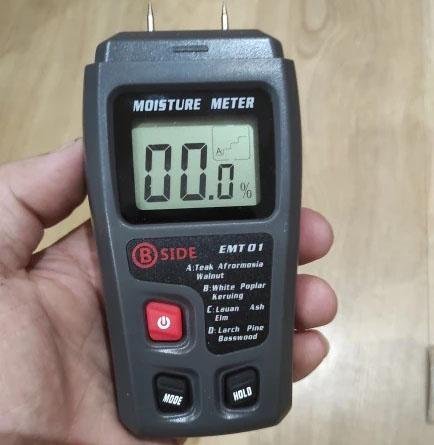 MOISTURE METER
A
00.0%
BSIDE EMT01
A:Teak Afrormosia
Walnut
B:White Poplar
Keruing
C:Lauan Ash
Elm
D:Larch Pine
Basswood
MODE
HOLD